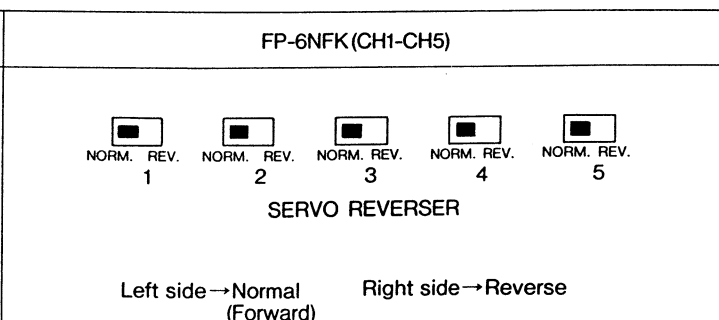 FP-6NFK (CH1-CH5)
NORM. REV. NORM. REV. NORM. REV. NORM. REV. NORM. REV.
1 2 3 4 5
SERVO REVERSER
Left side→Normal Right side→Reverse
(Forward)